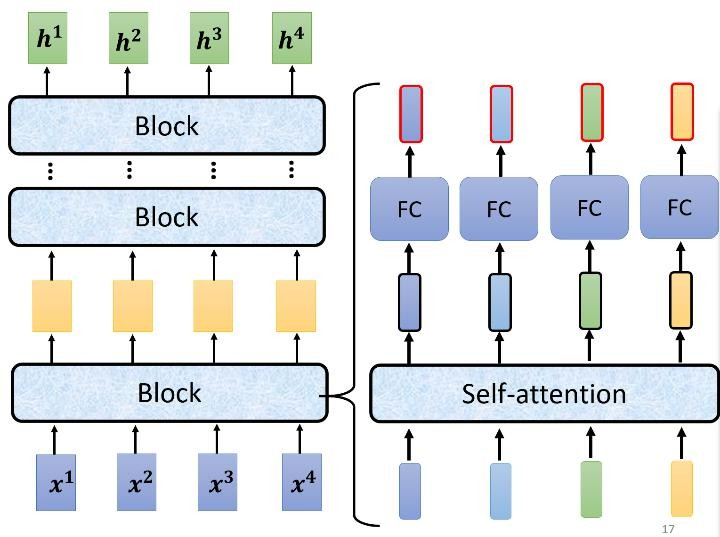 h¹ h² h³ h⁴
Block
Block
Block
x¹ x² x³ x⁴
FC FC FC FC
Self-attention
17